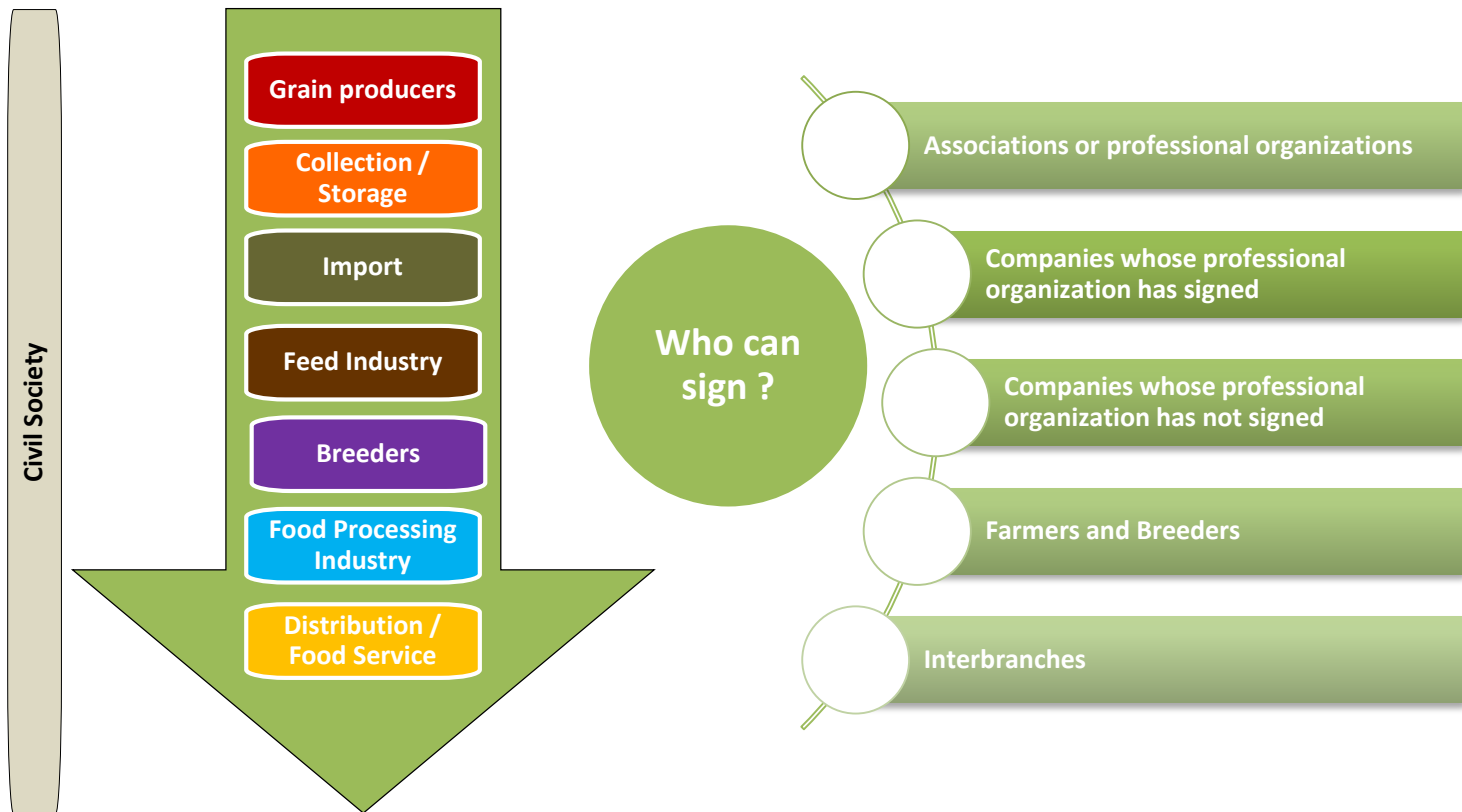 Civil Society
Grain producers
Collection /
Storage
Import
Feed Industry
Breeders
Food Processing
Industry
Distribution /
Food Service
Who can
sign ?
Associations or professional organizations
Companies whose professional
organization has signed
Companies whose professional
organization has not signed
Farmers and Breeders
Interbranches